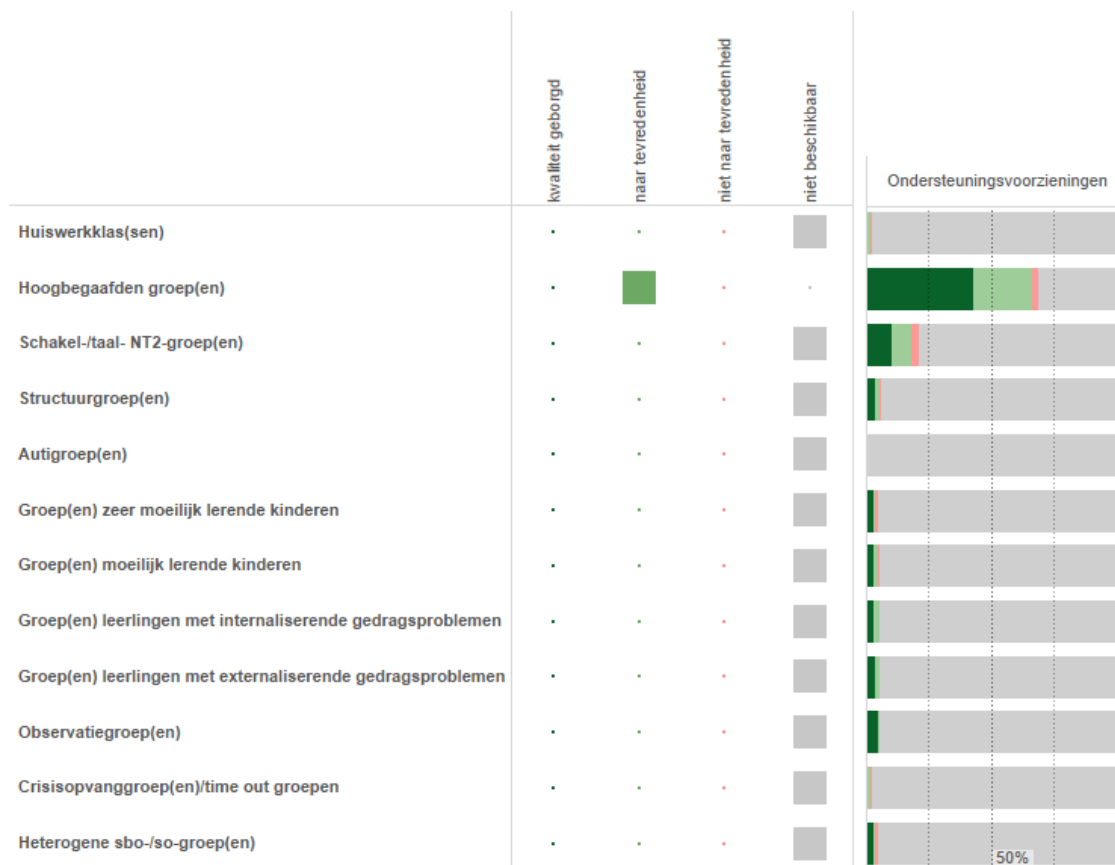 kwaliteit geborgd
naar tevredenheid
niet naar tevredenheid
niet beschikbaar
Ondersteuningsvoorzieningen
Huiswerkklas(sen)
Hoogbegaafden groep(en)
Schakel-/taal- NT2-groep(en)
Structuurgroep(en)
Autigroep(en)
Groep(en) zeer moeilijk lerende kinderen
Groep(en) moeilijk lerende kinderen
Groep(en) leerlingen met internaliserende gedragsproblemen
Groep(en) leerlingen met externaliserende gedragsproblemen
Observatiegroep(en)
Crisisopvanggroep(en)/time out groepen
Heterogene sbo-/so-groep(en)
50%